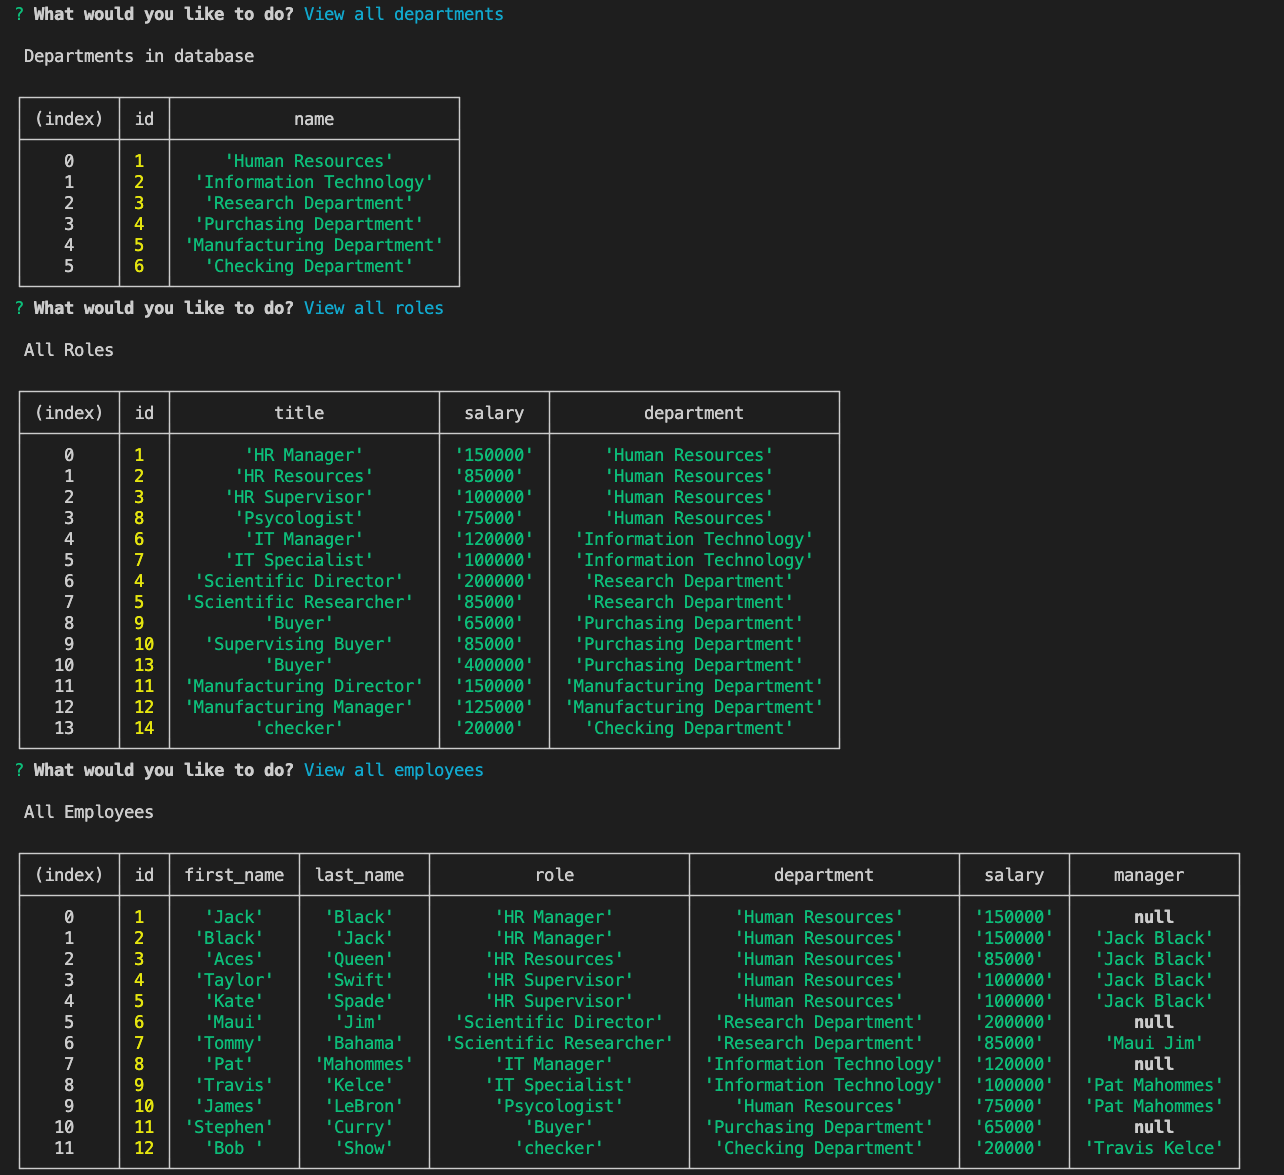 ? What would you like to do? View all departments
Departments in database
(index) id name
0 1 'Human Resources'
1 2 'Information Technology'
2 3 'Research Department'
3 4 'Purchasing Department'
4 5 'Manufacturing Department'
5 6 'Checking Department'
? What would you like to do? View all roles
All Roles
(index) id title salary department
0 1 'HR Manager' '150000' 'Human Resources'
1 2 'HR Resources' '85000' 'Human Resources'
2 3 'HR Supervisor' '100000' 'Human Resources'
3 8 'Psycologist' '75000' 'Human Resources'
4 6 'IT Manager' '120000' 'Information Technology'
5 7 'IT Specialist' '100000' 'Information Technology'
6 4 'Scientific Director' '200000' 'Research Department'
7 5 'Scientific Researcher' '85000' 'Research Department'
8 9 'Buyer' '65000' 'Purchasing Department'
9 10 'Supervising Buyer' '85000' 'Purchasing Department'
10 13 'Buyer' '400000' 'Purchasing Department'
11 11 'Manufacturing Director' '150000' 'Manufacturing Department'
12 12 'Manufacturing Manager' '125000' 'Manufacturing Department'
13 14 'checker' '20000' 'Checking Department'
? What would you like to do? View all employees
All Employees
(index) id first_name last_name role department salary manager
0 1 'Jack' 'Black' 'HR Manager' 'Human Resources' '150000' null
1 2 'Black' 'Jack' 'HR Manager' 'Human Resources' '150000' 'Jack Black'
2 3 'Aces' 'Queen' 'HR Resources' 'Human Resources' '85000' 'Jack Black'
3 4 'Taylor' 'Swift' 'HR Supervisor' 'Human Resources' '100000' 'Jack Black'
4 5 'Kate' 'Spade' 'HR Supervisor' 'Human Resources' '100000' 'Jack Black'
5 6 'Maui' 'Jim' 'Scientific Director' 'Research Department' '200000' null
6 7 'Tommy' 'Bahama' 'Scientific Researcher' 'Research Department' '85000' 'Maui Jim'
7 8 'Pat' 'Mahommes' 'IT Manager' 'Information Technology' '120000' null
8 9 'Travis' 'Kelce' 'IT Specialist' 'Information Technology' '100000' 'Pat Mahommes'
9 10 'James' 'LeBron' 'Psycologist' 'Human Resources' '75000' 'Pat Mahommes'
10 11 'Stephen' 'Curry' 'Buyer' 'Purchasing Department' '65000' null
11 12 'Bob ' 'Show' 'checker' 'Checking Department' '20000' 'Travis Kelce'